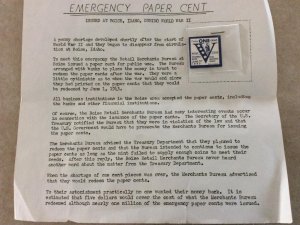 EMERGENCY PAPER CENT
ISSUED AT BOISE, IDAHO, DURING WORLD WAR II
A penny shortage developed shortly after the start of
World War II and they began to disappear from circula-
tion at Boise, Idaho.
To meet this emergency the Retail Merchants Bureau of
Boise issued a paper cent for public use. The Bureau
arranged with banks to place the money in bank to
redeem the paper cents after the war. They were a
little optimistic as to when the war would end since
they had printed on the paper cents that they would
be redeemed by June 1, 1943.
All business institutions in the Boise area accepted the paper cents, including
the banks and other financial institutions.
Of course, the Boise Merchants Bureau had many interesting events occur
in connection with the issuance of the paper cents. The Secretary of the U.S.
Treasury notified the Bureau that they were in violation of the law and that
the U.S. Government would have to prosecute the Merchants Bureau for issuing
the paper cents.
The Merchants Bureau advised the Treasury Department that they planned to
redeem the paper cents and that the Bureau intended to continue to issue the
paper cents as long as the mint failed to supply enough coins to meet their
needs. After this reply, the Boise Retail Merchants Bureau never heard
another word about the matter from the Treasury Department.
When the shortage of one cent pieces was over, the Merchants Bureau advertised
that they would redeem the paper cents.
To their astonishment practically no one wanted their money back. It is
estimated that five dollars would cover the cost of what the Merchants Bureau
redeemed although nearly one million of the emergency paper cents were issued.
ONE
V